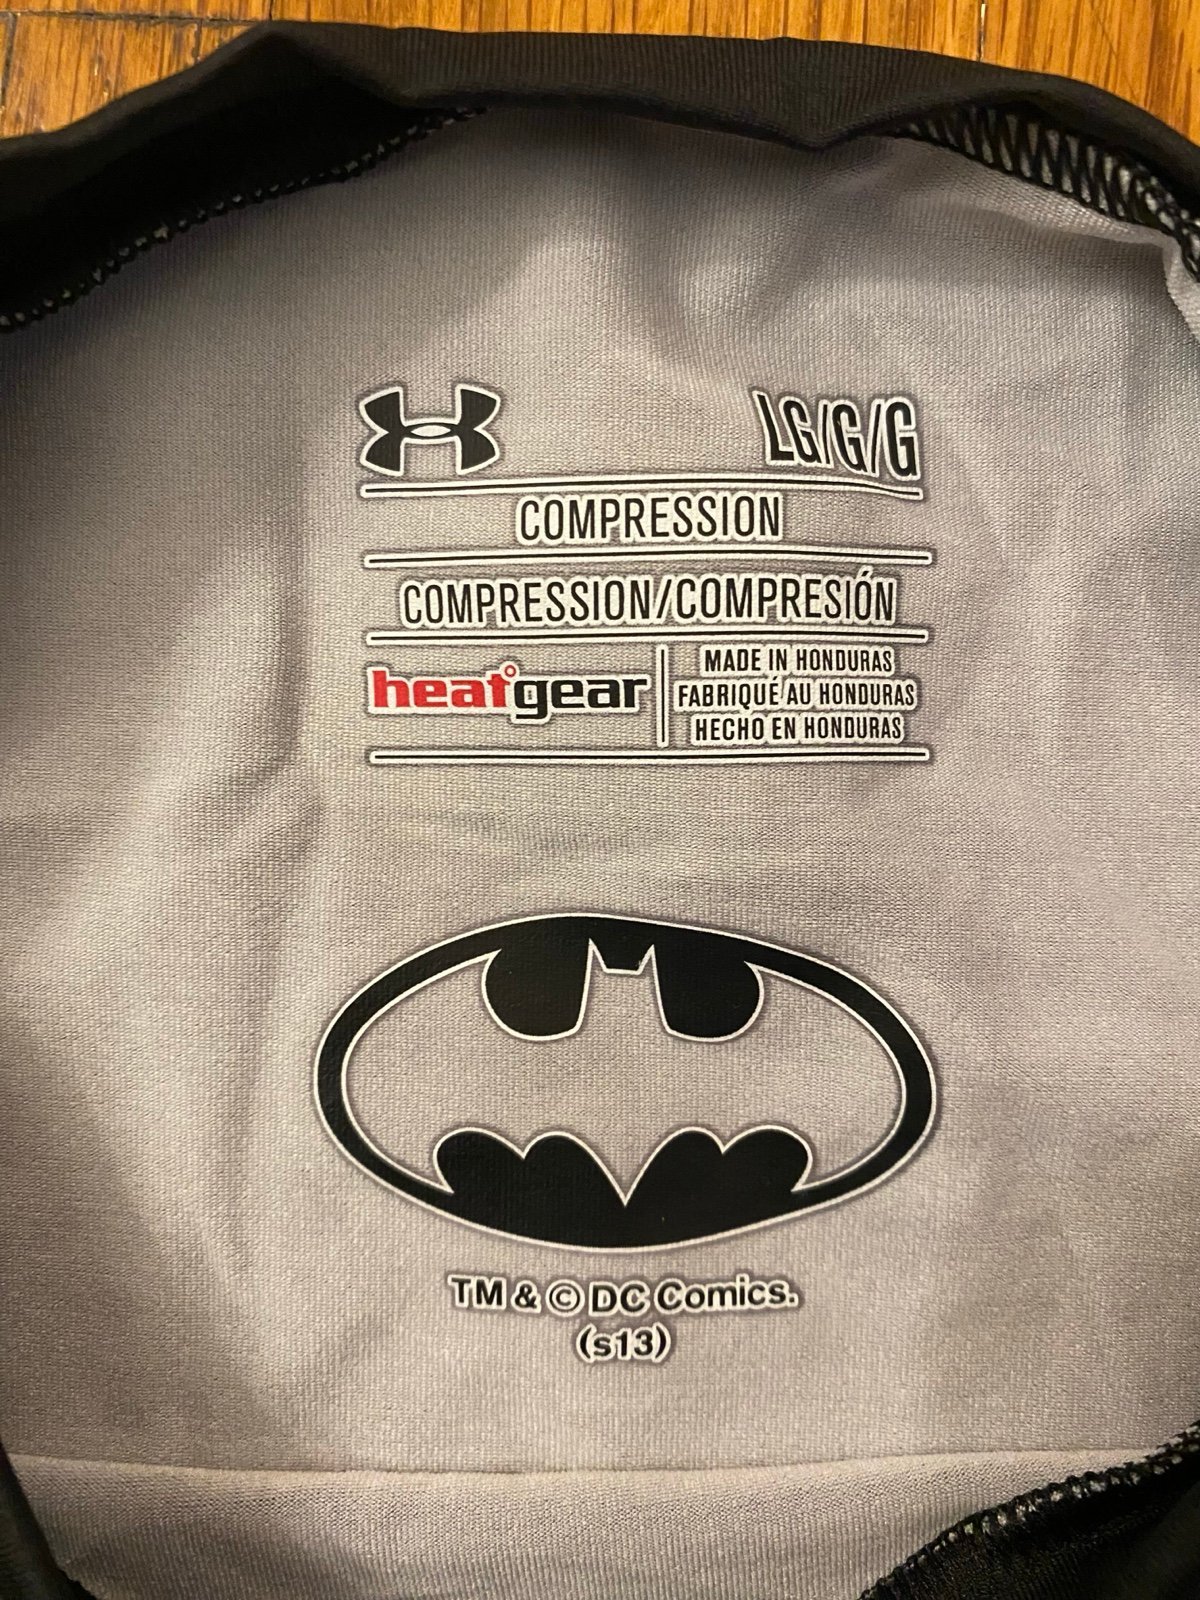 LG/G/G
COMPRESSION
COMPRESSION/COMPRESIÓN
heatgear
MADE IN HONDURAS
FABRIQUÉ AU HONDURAS
HECHO EN HONDURAS
TM & © DC Comics.
(s13)